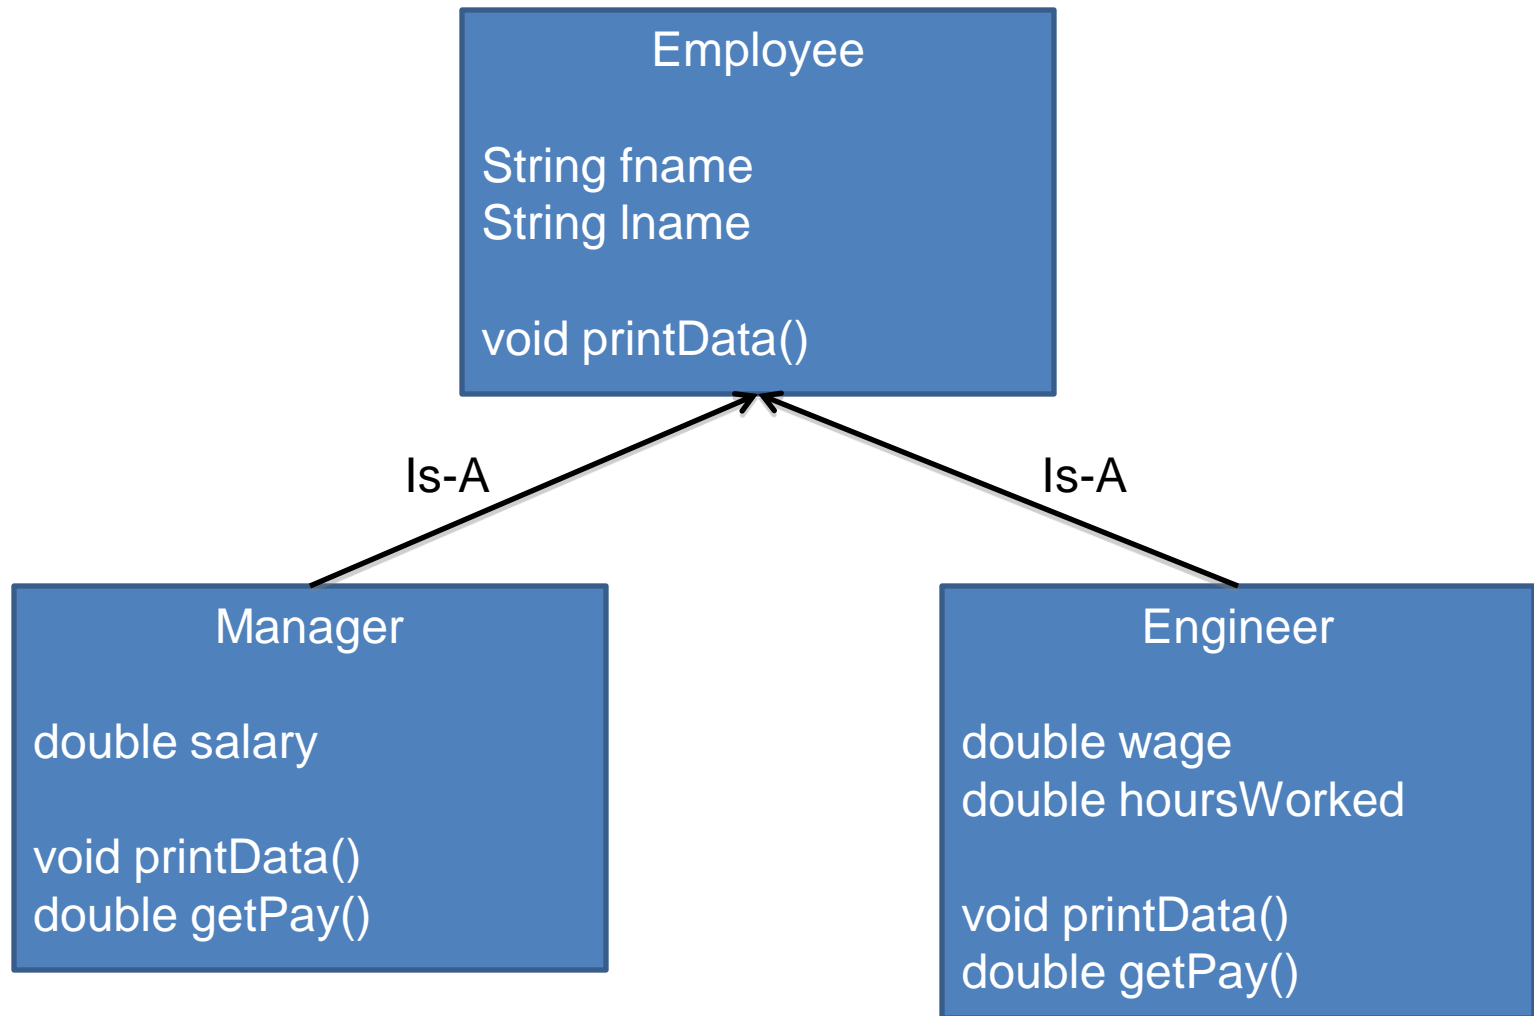 Employee
String fname
String lname
void printData()
Is-A
Is-A
Manager
double salary
void printData()
double getPay()
Engineer
double wage
double hoursWorked
void printData()
double getPay()